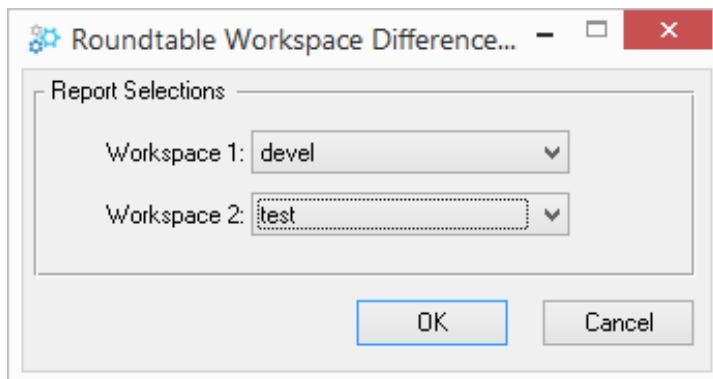 Roundtable Workspace Difference...
Report Selections
Workspace 1: devel
Workspace 2: test
OK Cancel